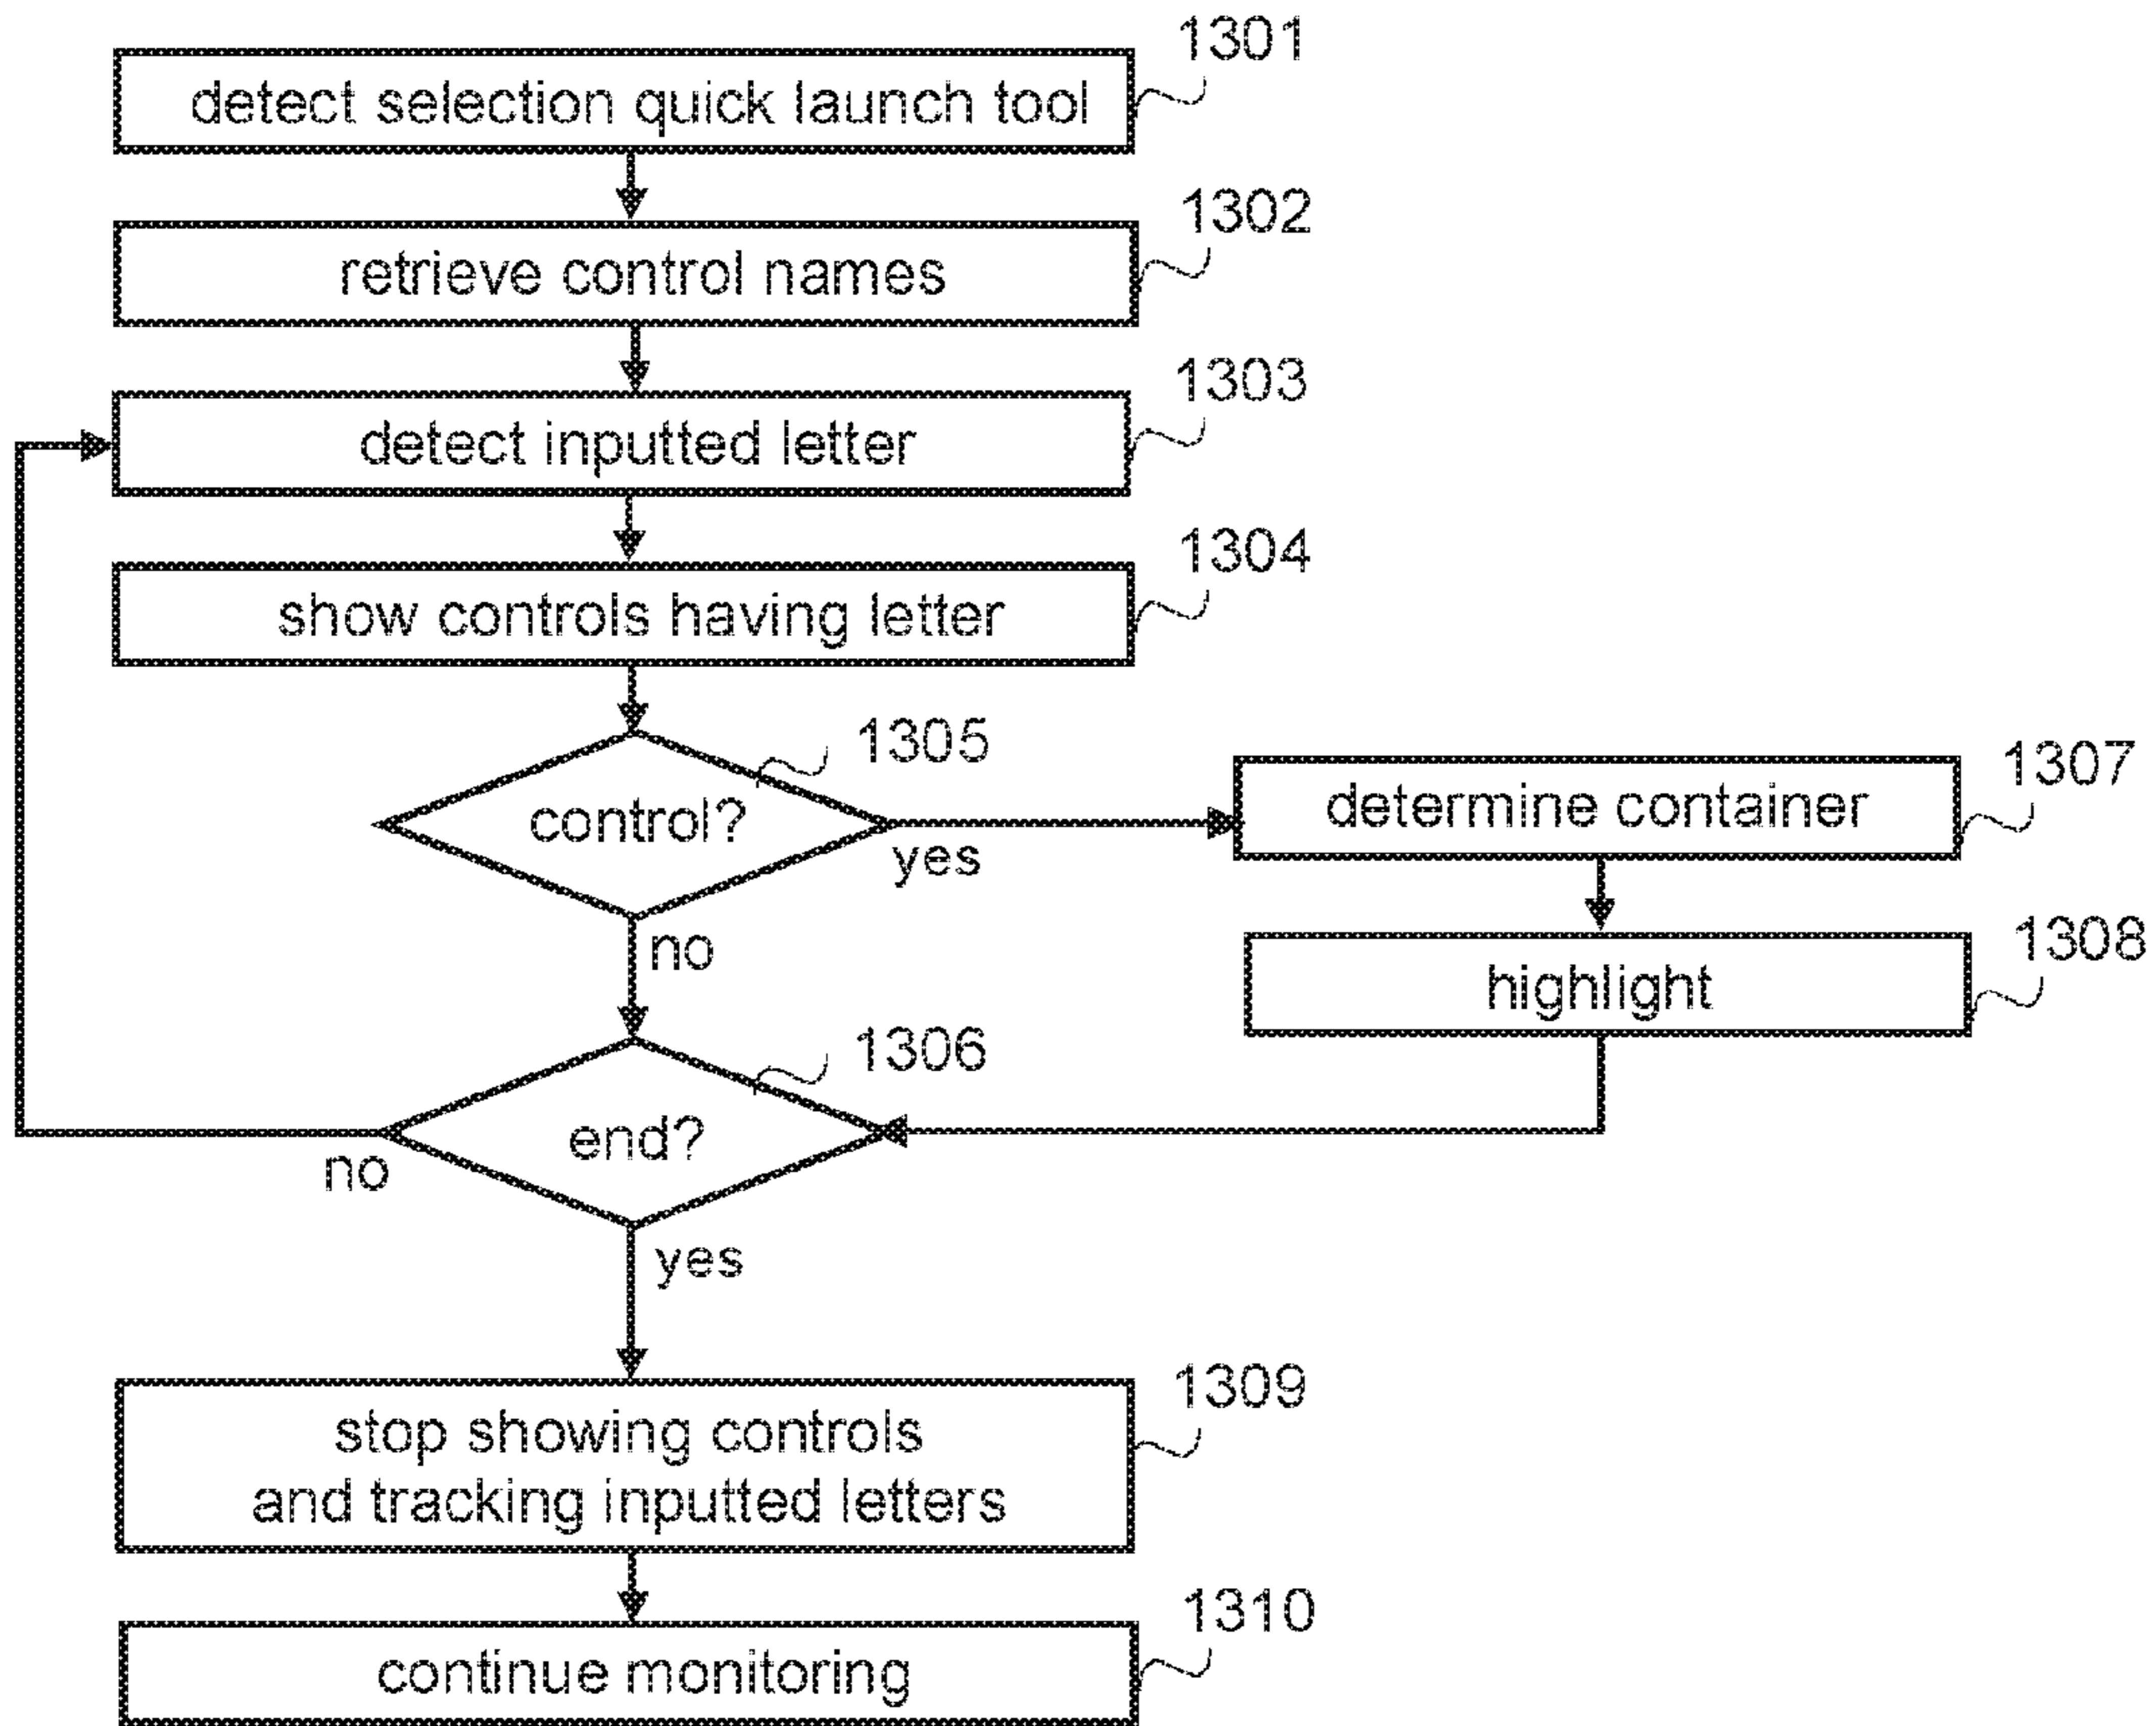 1301
detect selection quick launch tool
1302
retrieve control names
1303
detect inputted letter
1304
show controls having letter
1305
control?
yes
no
1307
determine container
1308
highlight
1306
end?
no
yes
1309
stop showing controls
and tracking inputted letters
1310
continue monitoring